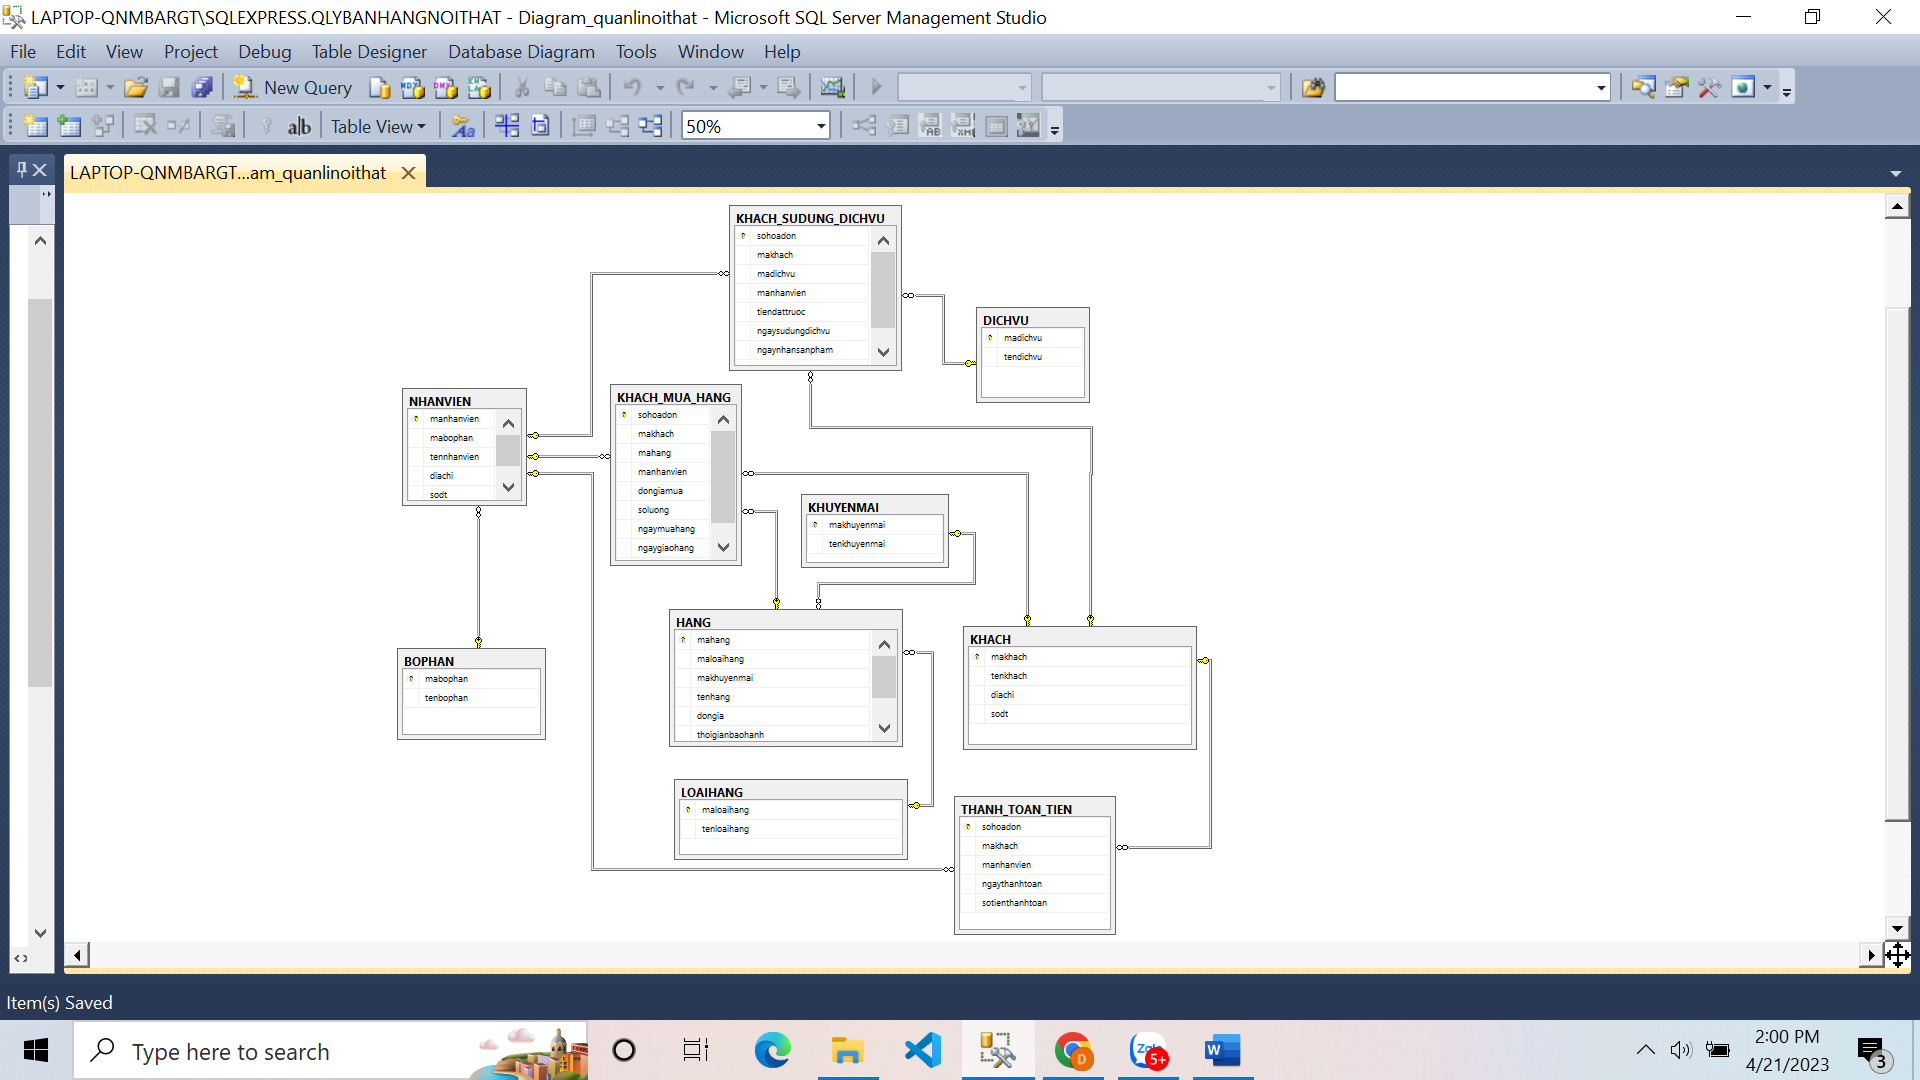 LAPTOP-QNMBARGT\SQLEXPRESS.QLYBANHANGNOITHAT - Diagram_quanlinoithat - Microsoft SQL Server Management Studio
File Edit View Project Debug Table Designer Database Diagram Tools Window Help
New Query
Table View 50%
LAPTOP-QNMBARGT...am_quanlinoithat
KHACH_SUDUNG_DICHVU
sohoadon
makhach
madichvu
manhanvien
tiendattruoc
ngaysudungdichvu
ngaynhansanpham
DICHVU
madichvu
tendichvu
NHANVIEN
manhanvien
mabophan
tennhanvien
diachi
sodt
KHACH_MUA_HANG
sohoadon
makhach
mahang
manhanvien
dongiamua
soluong
ngaymuahang
ngaygiaohang
KHUYENMAI
makhuyenmai
tenkhuyenmai
HANG
mahang
maloaihang
makhuyenmai
tenhang
dongia
thoigianbaohanh
KHACH
makhach
tenkhach
diachi
sodt
BOPHAN
mabophan
tenbophan
LOAIHANG
maloaihang
tenloaihang
THANH_TOAN_TIEN
sohoadon
makhach
manhanvien
ngaythanhtoan
sotienthanhtoan
Item(s) Saved
Type here to search
Zalo
5+
D
W
2:00 PM
4/21/2023
3